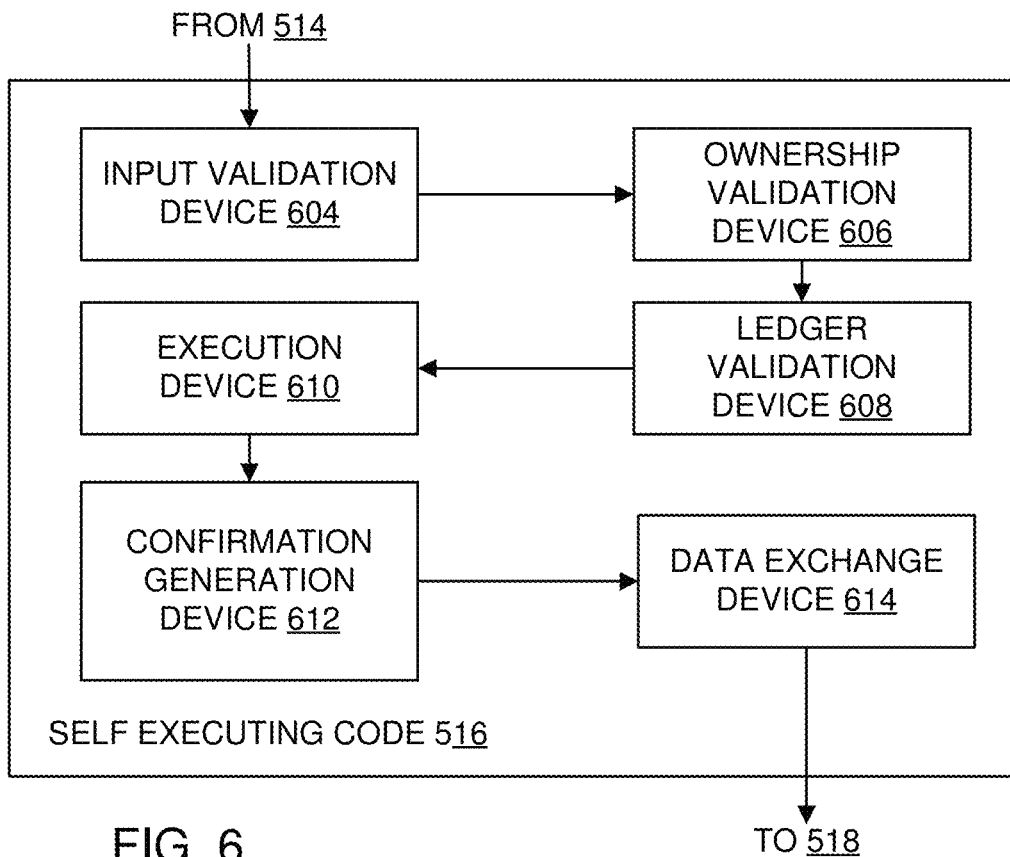 FROM 514
INPUT VALIDATION
DEVICE 604
OWNERSHIP
VALIDATION
DEVICE 606
EXECUTION
DEVICE 610
LEDGER
VALIDATION
DEVICE 608
CONFIRMATION
GENERATION
DEVICE 612
DATA EXCHANGE
DEVICE 614
SELF EXECUTING CODE 516
FIG. 6
TO 518